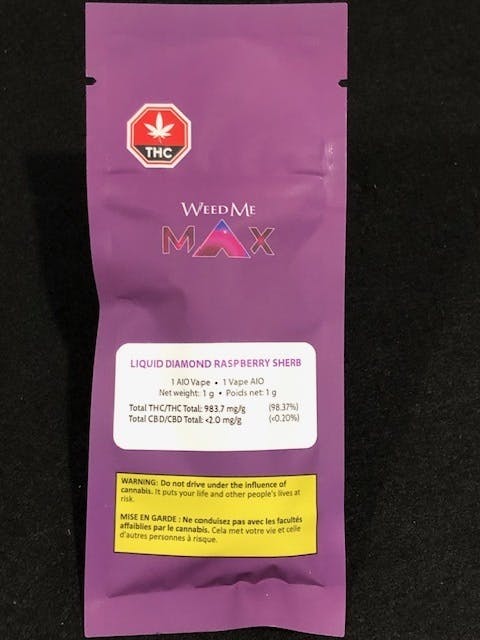 THC
WEED ME
MAX
LIQUID DIAMOND RASPBERRY SHERB
1 AIO Vape • 1 Vape AIO
Net weight: 1 g • Poids net: 1 g
Total THC/THC Total: 983.7 mg/g (98.37%)
Total CBD/CBD Total: <2.0 mg/g (<0.20%)
WARNING: Do not drive under the influence of
cannabis. It puts your life and other people's lives at
risk.
MISE EN GARDE : Ne conduisez pas avec les facultés
affaiblies par le cannabis. Cela met votre vie et celle
d'autres personnes à risque.